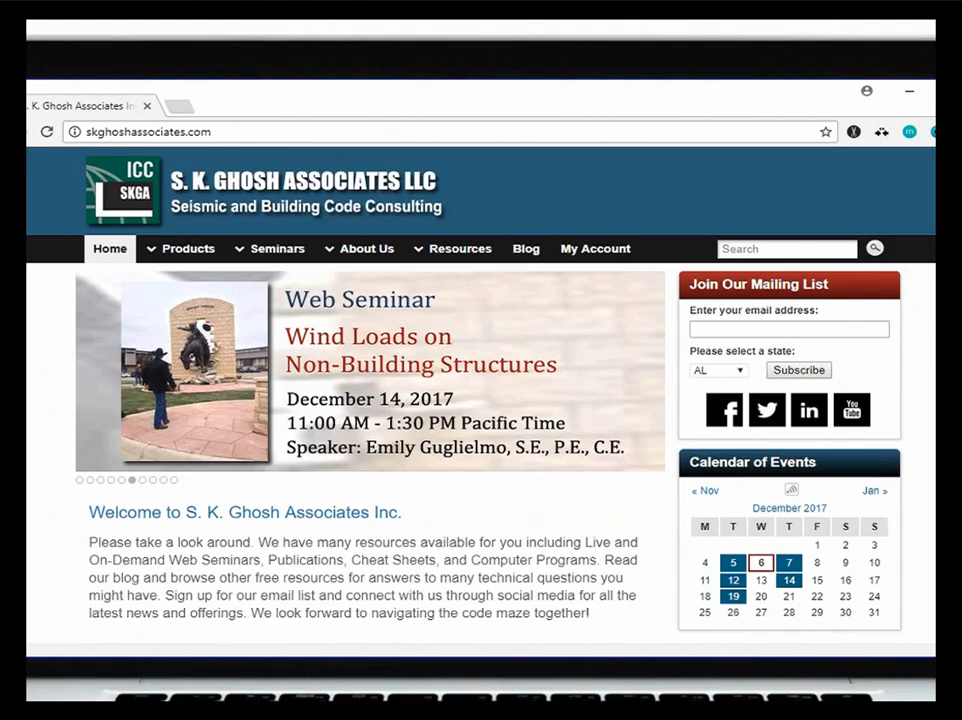 S. K. Ghosh Associates In
skghoshassociates.com
ICC
SKGA
S. K. GHOSH ASSOCIATES LLC
Seismic and Building Code Consulting
Home
Products
Seminars
About Us
Resources
Blog
My Account
Search
Web Seminar
Wind Loads on
Non-Building Structures
December 14, 2017
11:00 AM - 1:30 PM Pacific Time
Speaker: Emily Guglielmo, S.E., P.E., C.E.
Welcome to S. K. Ghosh Associates Inc.
Please take a look around. We have many resources available for you including Live and
On-Demand Web Seminars, Publications, Cheat Sheets, and Computer Programs. Read
our blog and browse other free resources for answers to many technical questions you
might have. Sign up for our email list and connect with us through social media for all the
latest news and offerings. We look forward to navigating the code maze together!
Join Our Mailing List
Enter your email address:
Please select a state:
AL
Subscribe
You Tube
Calendar of Events
« Nov
Jan »
December 2017
M T W T F S S
1 2 3
4 5 6 7 8 9 10
11 12 13 14 15 16 17
18 19 20 21 22 23 24
25 26 27 28 29 30 31